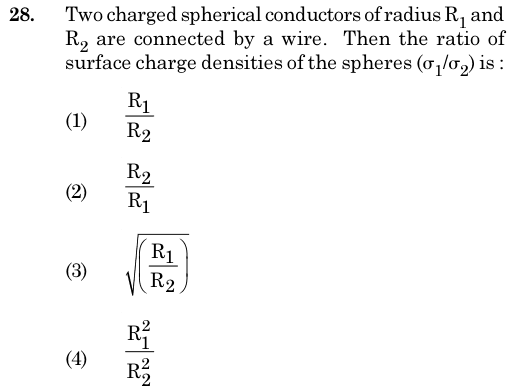 28. Two charged spherical conductors of radius R₁ and
R₂ are connected by a wire. Then the ratio of
surface charge densities of the spheres (σ₁/σ₂) is :
(1) R₁/R₂
(2) R₂/R₁
(3) √(R₁/R₂)
(4) R₁²/R₂²